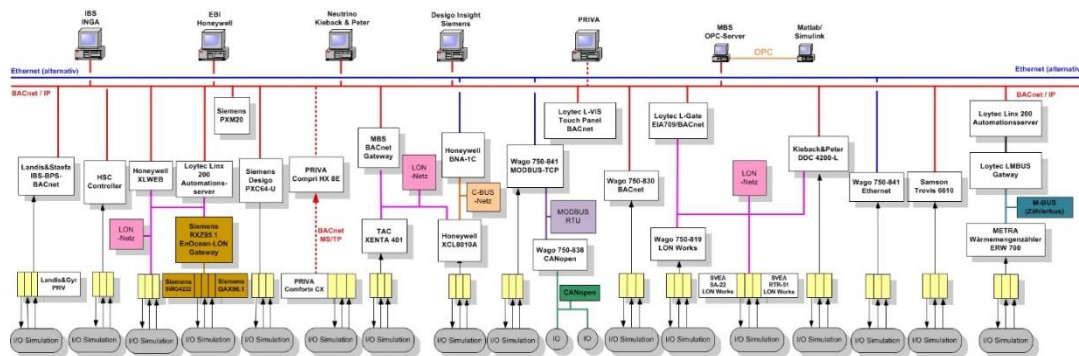 IBS
INGA
EBI
Honeywell
Neutrino
Kieback & Peter
Desigo Insight
Siemens
PRIVA
MBS
OPC-Server
Matlab/
Simulink
OPC
Ethernet (alternativ)
Ethernet (alternativ)
BACnet / IP
BACnet / IP
Landis&Staefa
IBS-BPS-
BACnet
HSC
Controller
Honeywell
XLWEB
Loytec Linx
200
Automations-
server
Siemens
PXM20
Siemens
Desigo
PXC64-U
PRIVA
Compri HX 8E
MBS
BACnet
Gateway
LON
-Netz
Honeywell
BNA-1C
C-BUS
-Netz
Wago 750-841
MODBUS-TCP
Loytec L-VIS
Touch Panel
BACnet
Wago 750-830
BACnet
Loytec L-Gate
EIA709/BACnet
LON
-Netz
Kieback&Peter
DDC 4200-L
Wago 750-841
Ethernet
Samson
Trovis 6610
Loytec Linx 200
Automationsserver
Loytec LMBUS
Gatway
M-BUS
(Zählerbus)
LON
-Netz
Siemens
RXZ95.1
EnOcean-LON
Gateway
BACnet
MS/TP
TAC
XENTA 401
Honeywell
XCL8010A
MODBUS
RTU
Wago 750-838
CANopen
Wago 750-819
LON Works
METRA
Wärmemengenzähler
ERW 700
Landis&Gyr
PRV
Siemens
Siemens
QAX96.1
PRIVA
Comforte CX
CANopen
SVEA
SA-22
LON Works
SVEA
RTR-51
LON Works
I/O Simulation
I/O Simulation
I/O Simulation
I/O Simulation
I/O Simulation
I/O Simulation
I/O Simulation
I/O Simulation
I/O Simulation
IO
IO
I/O Simulation
I/O Simulation
I/O Simulation
I/O Simulation
I/O Simulation
I/O Simulation
I/O Simulation